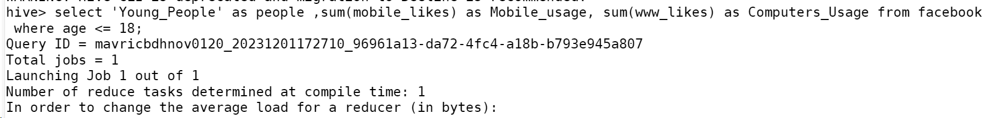 hive> select 'Young_People' as people ,sum(mobile_likes) as Mobile_usage, sum(www_likes) as Computers_Usage from facebook
where age <= 18;
Query ID = mavricbdhnov0120_20231201172710_96961a13-da72-4fc4-a18b-b793e945a807
Total jobs = 1
Launching Job 1 out of 1
Number of reduce tasks determined at compile time: 1
In order to change the average load for a reducer (in bytes):